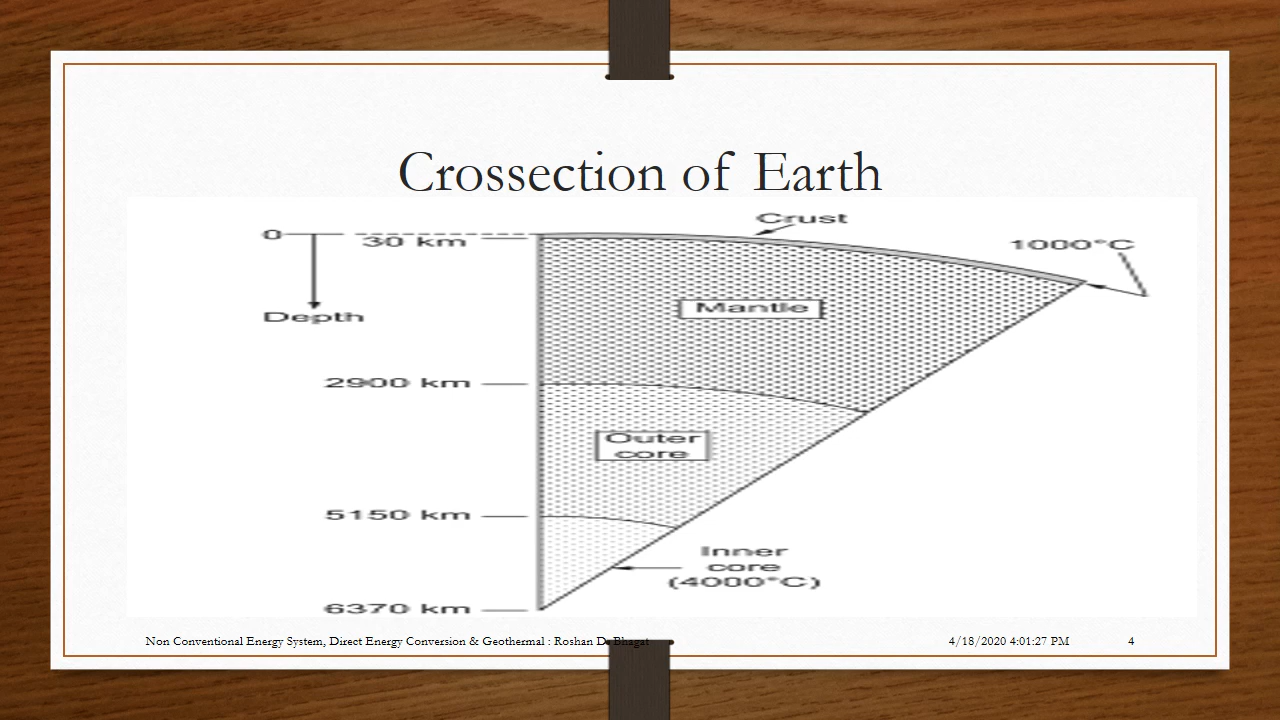 Crossection of Earth
Crust
0
30 km
1000°C
Depth
Mantle
2900 km
Outer
core
5150 km
Inner
core
(4000°C)
6370 km
Non Conventional Energy System, Direct Energy Conversion & Geothermal : Roshan D. Bhagat
4/18/2020 4:01:27 PM
4